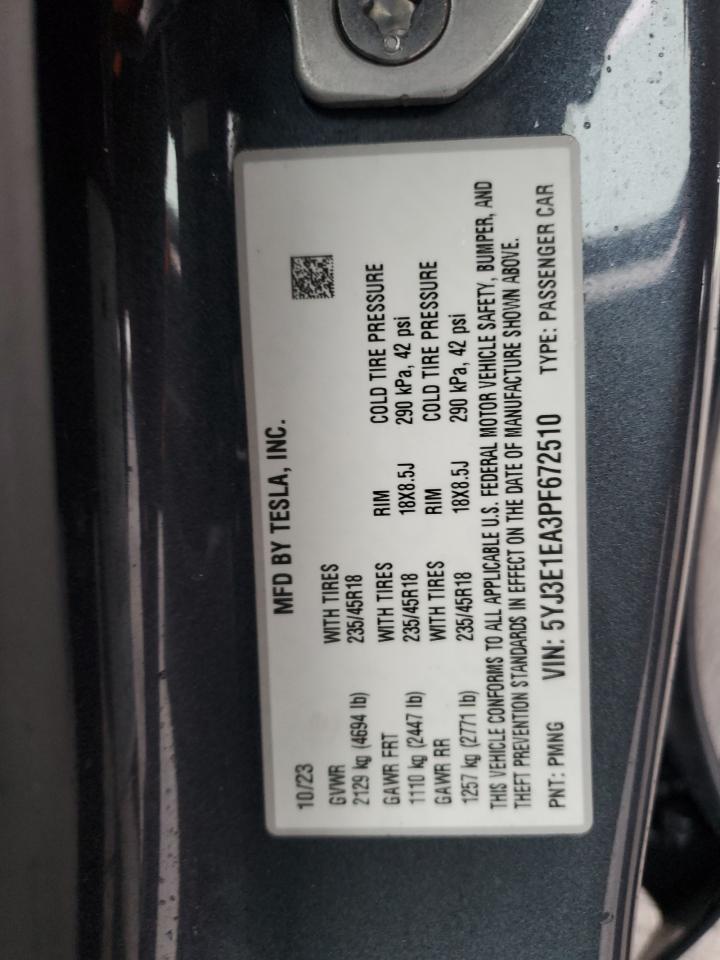 MFD BY TESLA, INC.
10/23
GVWR WITH TIRES
2129 kg (4694 lb) 235/45R18
GAWR FRT WITH TIRES RIM COLD TIRE PRESSURE
1110 kg (2447 lb) 235/45R18 18X8.5J 290 kPa, 42 psi
GAWR RR WITH TIRES RIM COLD TIRE PRESSURE
1257 kg (2771 lb) 235/45R18 18X8.5J 290 kPa, 42 psi
THIS VEHICLE CONFORMS TO ALL APPLICABLE U.S. FEDERAL MOTOR VEHICLE SAFETY, BUMPER, AND
THEFT PREVENTION STANDARDS IN EFFECT ON THE DATE OF MANUFACTURE SHOWN ABOVE.
PNT: PMNG VIN: 5YJ3E1EA3PF672510 TYPE: PASSENGER CAR